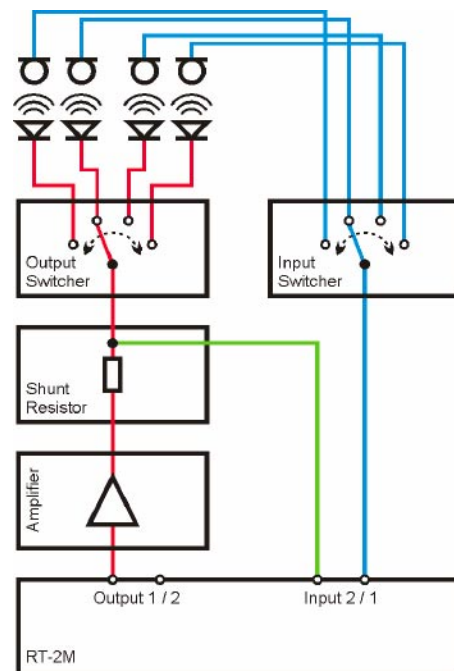 Output
Switcher
Input
Switcher
Shunt
Resistor
Amplifier
Output 1 / 2
Input 2 / 1
RT-2M